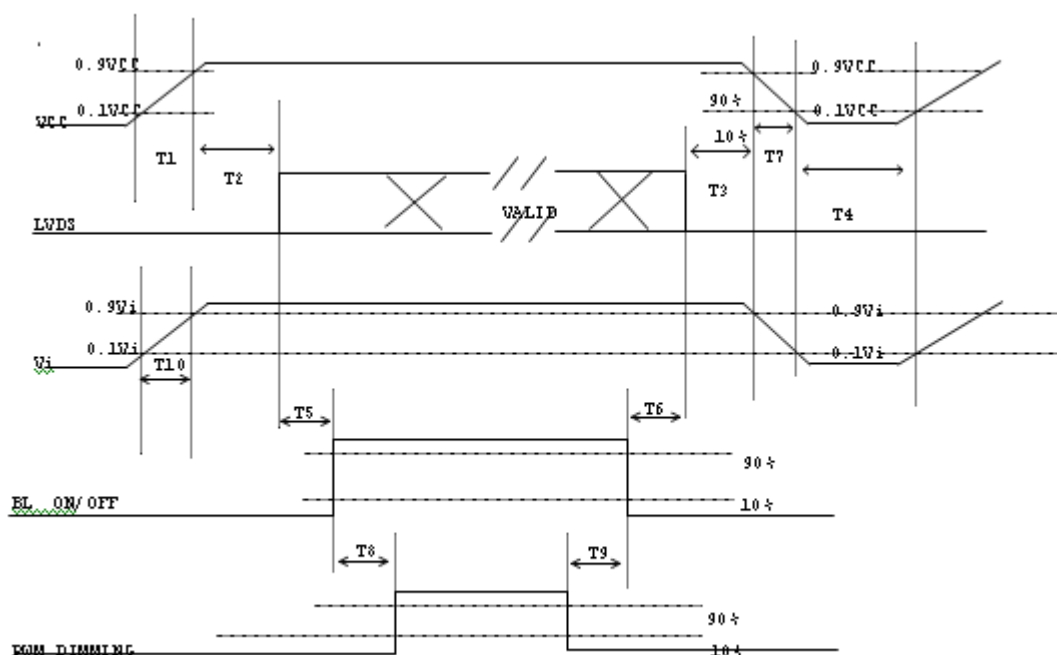 0.9VCC
0.9VCC
90%
0.1VCC
0.1VCC
VCC
10%
T1
T2
T7
T3
VALID
T4
LVDS
0.9Vi
0.9Vi
0.1Vi
0.1Vi
Vi
T10
T5
T6
90%
BL ON/OFF
10%
T8
T9
90%
PWM DIMMING
10%